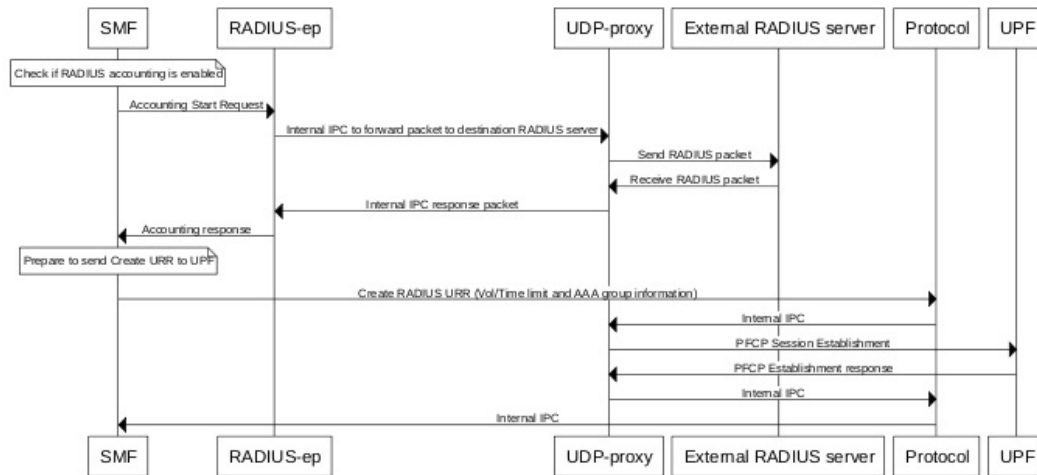 SMF RADIUS-ep UDP-proxy External RADIUS server Protocol UPF
Check if RADIUS accounting is enabled
Accounting Start Request
Internal IPC to forward packet to destination RADIUS server
Send RADIUS packet
Receive RADIUS packet
Internal IPC response packet
Accounting response
Prepare to send Create URR to UPF
Create RADIUS URR (Vol/Time limit and AAA group information)
Internal IPC
PFCP Session Establishment
PFCP Establishment response
Internal IPC
Internal IPC
SMF RADIUS-ep UDP-proxy External RADIUS server Protocol UPF